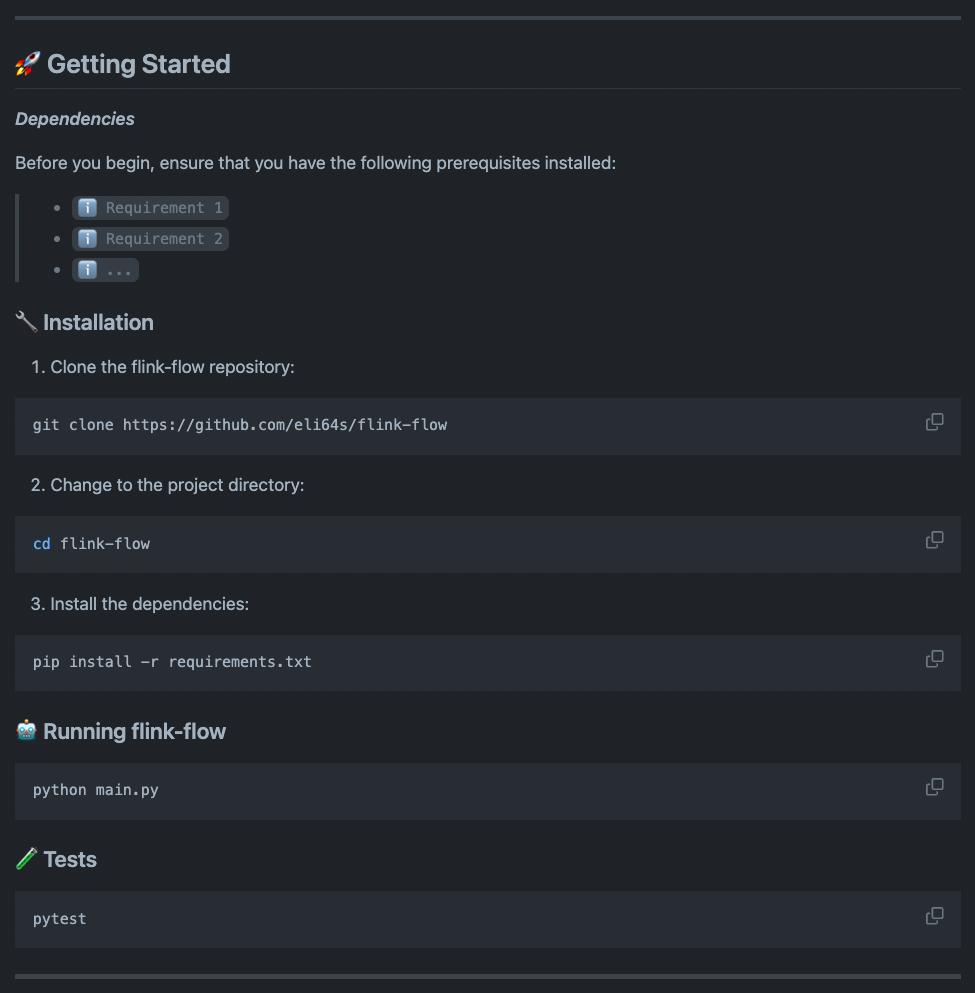 🚀 Getting Started
Dependencies
Before you begin, ensure that you have the following prerequisites installed:
• ℹ️ Requirement 1
• ℹ️ Requirement 2
• ℹ️ ...
🔧 Installation
1. Clone the flink-flow repository:
git clone https://github.com/eli64s/flink-flow
2. Change to the project directory:
cd flink-flow
3. Install the dependencies:
pip install -r requirements.txt
🤖 Running flink-flow
python main.py
🧪 Tests
pytest